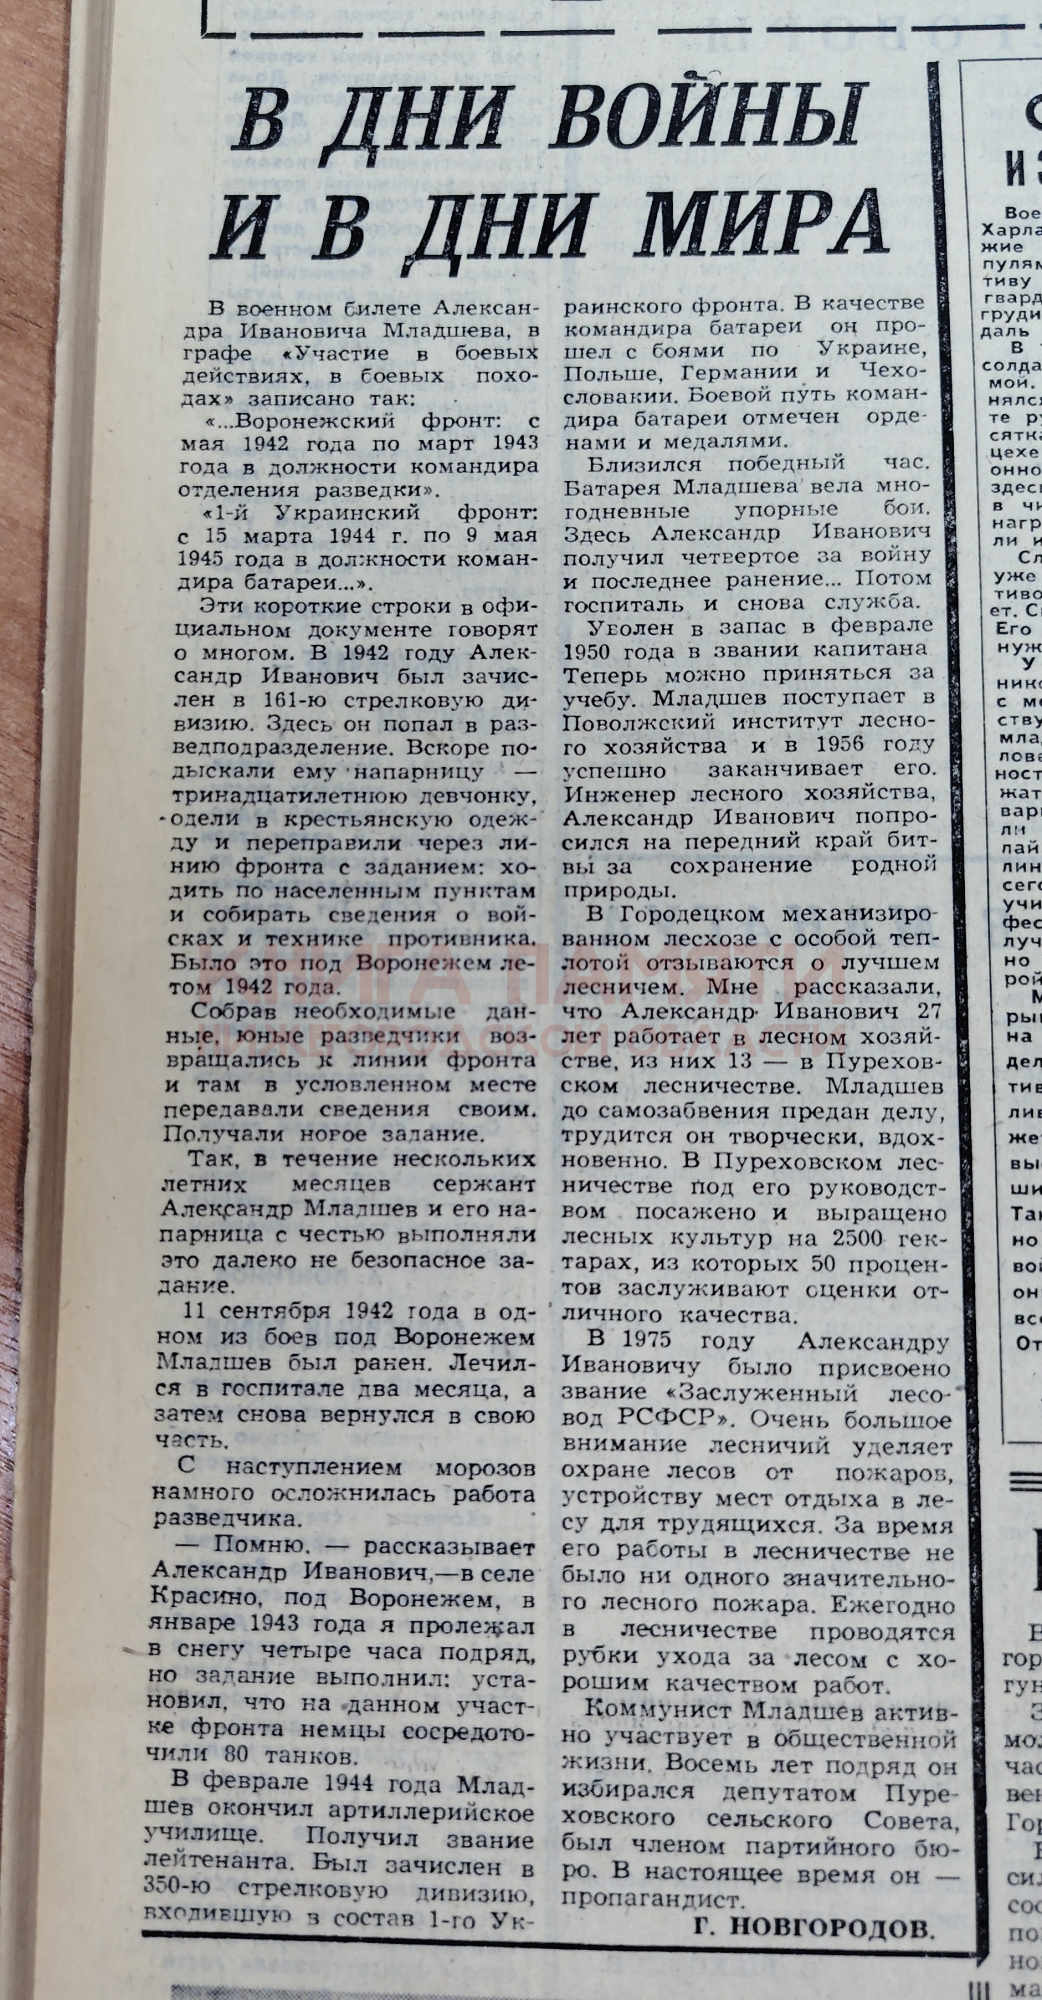 В ДНИ ВОЙНЫ
И В ДНИ МИРА
В военном билете Алексан-
дра Ивановича Младшева, в
графе «Участие в боевых
действиях, в боевых похо-
дах» записано так:
«...Воронежский фронт: с
мая 1942 года по март 1943
года в должности командира
отделения разведки».
«1-й Украинский фронт:
с 15 марта 1944 г. по 9 мая
1945 года в должности коман-
дира батареи...».
Эти короткие строки в офи-
циальном документе говорят
о многом. В 1942 году Алек-
сандр Иванович был зачис-
лен в 161-ю стрелковую ди-
визию. Здесь он попал в раз-
ведподразделение. Вскоре по-
дыскали ему напарницу —
тринадцатилетнюю девчонку,
одели в крестьянскую одеж-
ду и переправили через ли-
нию фронта с заданием: хо-
дить по населенным пунктам
и собирать сведения о вой-
сках и технике противника.
Было это под Воронежем ле-
том 1942 года.
Собрав необходимые дан-
ные, юные разведчики воз-
вращались к линии фронта
и там в условленном месте
передавали сведения своим.
Получали новое задание.
Так, в течение нескольких
летних месяцев сержант
Александр Младшев и его на-
парница с честью выполняли
это далеко не безопасное за-
дание.
11 сентября 1942 года в од-
ном из боев под Воронежем
Младшев был ранен. Лечил-
ся в госпитале два месяца, а
затем снова вернулся в свою
часть.
С наступлением морозов
намного осложнилась работа
разведчика.
— Помню, — рассказывает
Александр Иванович,—в селе
Красино, под Воронежем, в
январе 1943 года я пролежал
в снегу четыре часа подряд,
но задание выполнил: уста-
новил, что на данном участ-
ке фронта немцы сосредото-
чили 80 танков.
В феврале 1944 года Млад-
шев окончил артиллерийское
училище. Получил звание
лейтенанта. Был зачислен в
350-ю стрелковую дивизию,
входившую в состав 1-го Ук-
раинского фронта. В качестве
командира батареи он про-
шел с боями по Украине,
Польше, Германии и Чехо-
словакии. Боевой путь коман-
дира батареи отмечен орде-
нами и медалями.
Близился победный час.
Батарея Младшева вела мно-
годневные упорные бои.
Здесь Александр Иванович
получил четвертое за войну
и последнее ранение... Потом
госпиталь и снова служба.
Уволен в запас в феврале
1950 года в звании капитана
Теперь можно приняться за
учебу. Младшев поступает в
Поволжский институт лесно-
го хозяйства и в 1956 году
успешно заканчивает его.
Инженер лесного хозяйства,
Александр Иванович попро-
сился на передний край бит-
вы за сохранение родной
природы.
В Городецком механизиро-
ванном лесхозе с особой теп-
лотой отзываются о лучшем
лесничем. Мне рассказали,
что Александр Иванович 27
лет работает в лесном хозяй-
стве, из них 13 — в Пурехов-
ском лесничестве. Младшев
до самозабвения предан делу,
трудится он творчески, вдох-
новенно. В Пуреховском лес-
ничестве под его руководст-
вом посажено и выращено
лесных культур на 2500 гек-
тарах, из которых 50 процен-
тов заслуживают оценки от-
личного качества.
В 1975 году Александру
Ивановичу было присвоено
звание «Заслуженный лесо-
вод РСФСР». Очень большое
внимание лесничий уделяет
охране лесов от пожаров,
устройству мест отдыха в ле-
су для трудящихся. За время
его работы в лесничестве не
было ни одного значительно-
го лесного пожара. Ежегодно
в лесничестве проводятся
рубки ухода за лесом с хо-
рошим качеством работ.
Коммунист Младшев актив-
но участвует в общественной
жизни. Восемь лет подряд он
избирался депутатом Пуре-
ховского сельского Совета,
был членом партийного бю-
ро. В настоящее время он —
пропагандист.
Г. НОВГОРОДОВ.